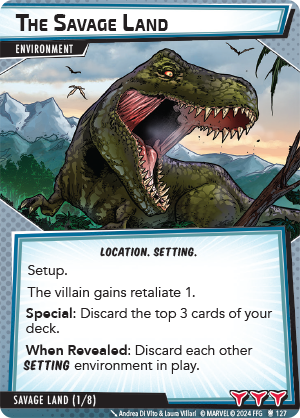 The Savage Land
ENVIRONMENT
LOCATION. SETTING.
Setup.
The villain gains retaliate 1.
Special: Discard the top 3 cards of your
deck.
When Revealed: Discard each other
SETTING environment in play.
SAVAGE LAND (1/8)
Andrea Di Vito & Laura Villari © MARVEL © 2024 FFG 127